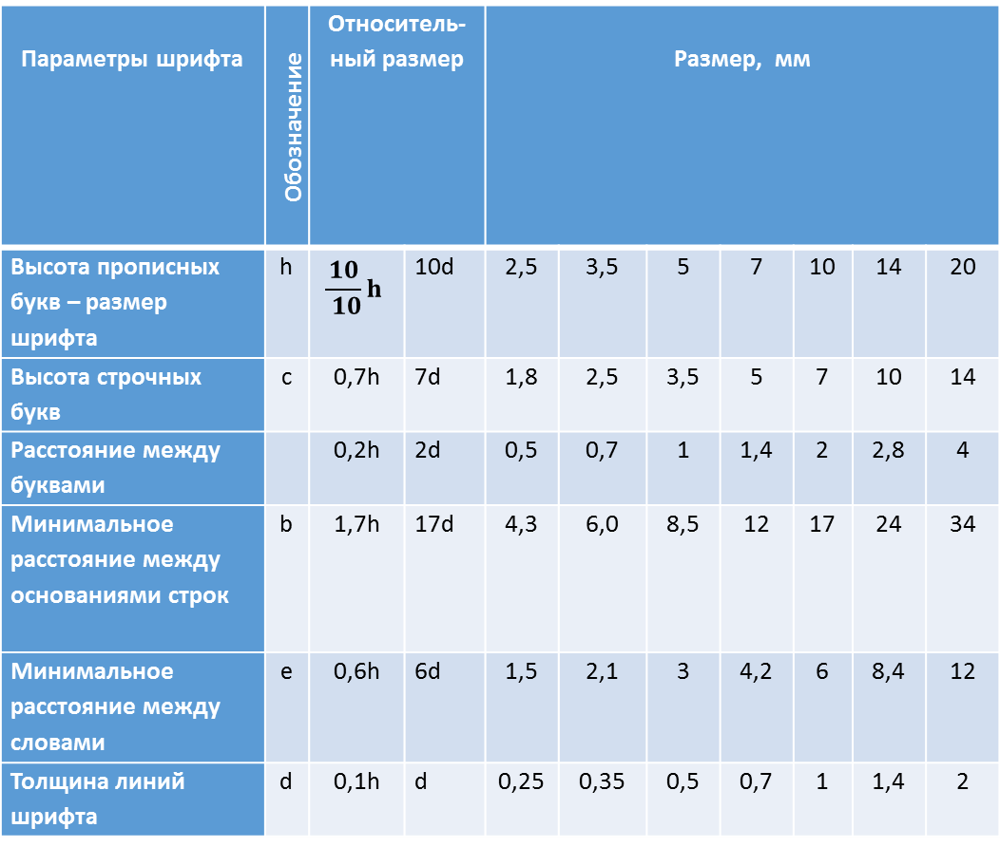 Параметры шрифта
Обозначение
Относитель-
ный размер
Размер, мм
Высота прописных
букв – размер
шрифта
h
10
10
h
10d
2,5
3,5
5
7
10
14
20
Высота строчных
букв
c
0,7h
7d
1,8
2,5
3,5
5
7
10
14
Расстояние между
буквами
0,2h
2d
0,5
0,7
1
1,4
2
2,8
4
Минимальное
расстояние между
основаниями строк
b
1,7h
17d
4,3
6,0
8,5
12
17
24
34
Минимальное
расстояние между
словами
e
0,6h
6d
1,5
2,1
3
4,2
6
8,4
12
Толщина линий
шрифта
d
0,1h
d
0,25
0,35
0,5
0,7
1
1,4
2